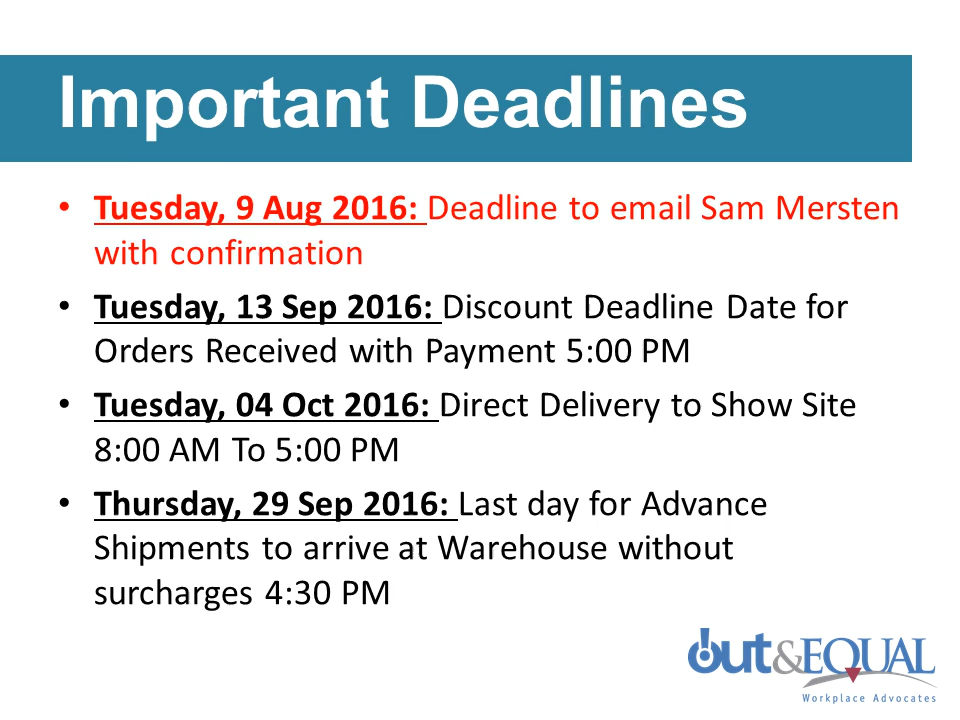 Important Deadlines
• Tuesday, 9 Aug 2016: Deadline to email Sam Mersten
with confirmation
• Tuesday, 13 Sep 2016: Discount Deadline Date for
Orders Received with Payment 5:00 PM
• Tuesday, 04 Oct 2016: Direct Delivery to Show Site
8:00 AM To 5:00 PM
• Thursday, 29 Sep 2016: Last day for Advance
Shipments to arrive at Warehouse without
surcharges 4:30 PM
Out&EQUAL
Workplace Advocates